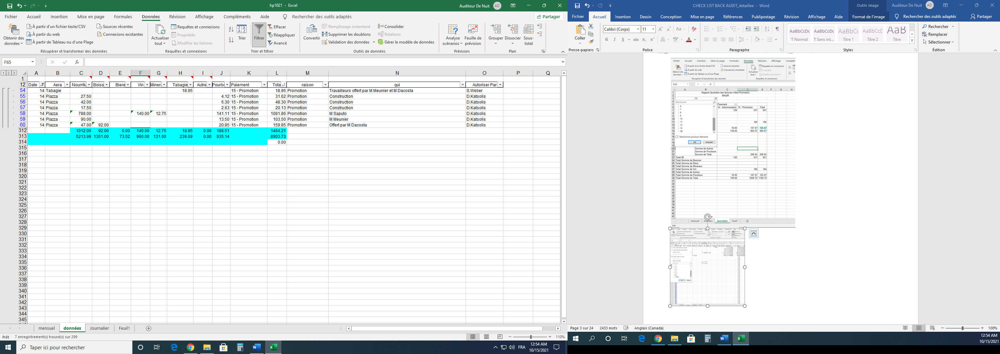 hp1021 - Excel
Auditeur De Nuit AD
Fichier Accueil Insertion Mise en page Formules Données Révision Affichage Compléments Aide Rechercher des outils adaptés Partager
Obtenir des données
À partir d'un fichier texte/CSV
À partir du web
À partir de Tableau ou d'une Plage
Sources récentes
Connexions existantes
Récupérer et transformer des données
Actualiser tout
Requêtes et connexions
Propriétés
Modifier les liaisons
Requêtes et connexions
Trier
Filtrer
Effacer
Réappliquer
Avancé
Trier et filtrer
Convertir
Remplissage instantané
Supprimer les doublons
Validation des données
Consolider
Relations
Gérer le modèle de données
Outils de données
Analyse scénarios
Feuille de prévision
Prévision
Grouper Dissocier Sous-total
Plan
F65
fx
1 2 3
A B C D E F G H I J K L M N O P Q
1
12 Date Aera Nourritu Boiss Biere Vin Minera Tabagie Autre Pourbo Paiement Tota raison qui Autoriser Par
54 14 Tabagie 18.95 15 - Promotion 18.95 Promotion Travailleurs offert par M Meunier et M Dacosta S.Weber
55 14 Piazza 27.50 4.12 15 - Promotion 31.62 Promotion Construction D.Katsolis
56 14 Piazza 42.00 6.30 15 - Promotion 48.30 Promotion Construction D.Katsolis
57 14 Piazza 17.50 2.63 15 - Promotion 20.13 Promotion Construction D.Katsolis
58 14 Piazza 788.00 140.00 12.75 141.11 15 - Promotion 1081.86 Promotion M Saputo D.Katsolis
59 14 Piazza 90.00 13.50 15 - Promotion 103.50 Promotion M Meunier D.Katsolis
60 14 Piazza 47.00 92.00 20.85 15 - Promotion 159.85 Promotion Offert par M Dacosta D.Katsolis
312 1012.00 92.00 0.00 140.00 12.75 18.95 0.00 188.51 1464.21
313 5213.98 1351.00 73.52 960.00 131.00 239.09 0.00 935.14 8903.73
314 0.00
315
316
317
318
319
320
321
322
323
324
325
326
327
328
329
330
331
332
333
334
335
336
337
338
339
340
341
342
343
344
345
mensuel données Journalier Feuil1
Prêt 7 enregistrement(s) trouvé(s) sur 299
110%
Taper ici pour rechercher
FRA
12:54 AM
10/15/2021
CHECK LIST BACK AUDIT_detaillee - Word
Outils Image
Auditeur De Nuit AD
Fichier Accueil Insertion Dessin Conception Mise en page Références Publipostage Révision Affichage Aide Format de l'image Rechercher des outils adaptés Partager
Coller
Presse-papiers
Calibri (Corps) 11
G I S abc
Police
Paragraphe
AaBbCcDc AaBbCcDc AaBbCc AaBbCcD AaB
¶ Normal ¶ Sans int... Titre 1 Titre 2 Titre
Styles
Rechercher
Remplacer
Sélectionner
Édition
Fichier Accueil Insertion Mise en page Formules Données Révision Affichage Complém
Obtenir des données
À partir d'un fichier texte/CSV
À partir du web
À partir de Tableau ou d'une Plage
Sources récentes
Connexions existantes
Récupérer et transformer des données
Actualiser tout
Requêtes et connexions
Propriétés
Modifier les liaisons
Requêtes et connexions
D20
A B C D E F G H
Rapport Quotidien des factures Hôtel Promotion
Oct-21
13
Rechercher
Paiement
14 - Administration 15 - Promotion Total
120 531 651
184 184
18.00 107.07 125.07
138.00 822.07 960.07
6
7
8
9
10
11
12
13
14
Sélectionner plusieurs éléments
OK Annuler
Somme de Autres
Somme de Pourboire
Somme de Total 206.65 206.65
23 Total 00 120 531 651
24 Total Somme de Boisson
25 Total Somme de Biere
26 Total Somme de Mineraux
27 Total Somme de Vin 184 184
28 Total Somme de Autres
29 Total Somme de Pourboire 18.00 107.07 125.07
30 Total Somme de Total 138.00 1028.72 1166.72
mensuel données Journalier Feuil1
Prêt
Page 3 sur 24 2433 mots Anglais (Canada)
100%
12:54 AM
10/15/2021